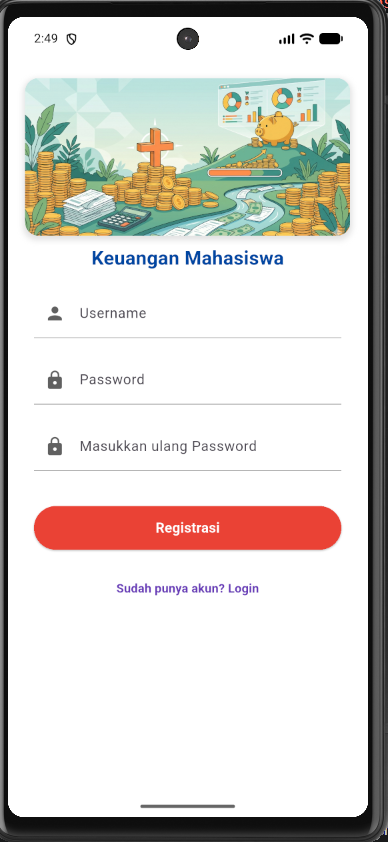 2:49
Keuangan Mahasiswa
Username
Password
Masukkan ulang Password
Registrasi
Sudah punya akun? Login